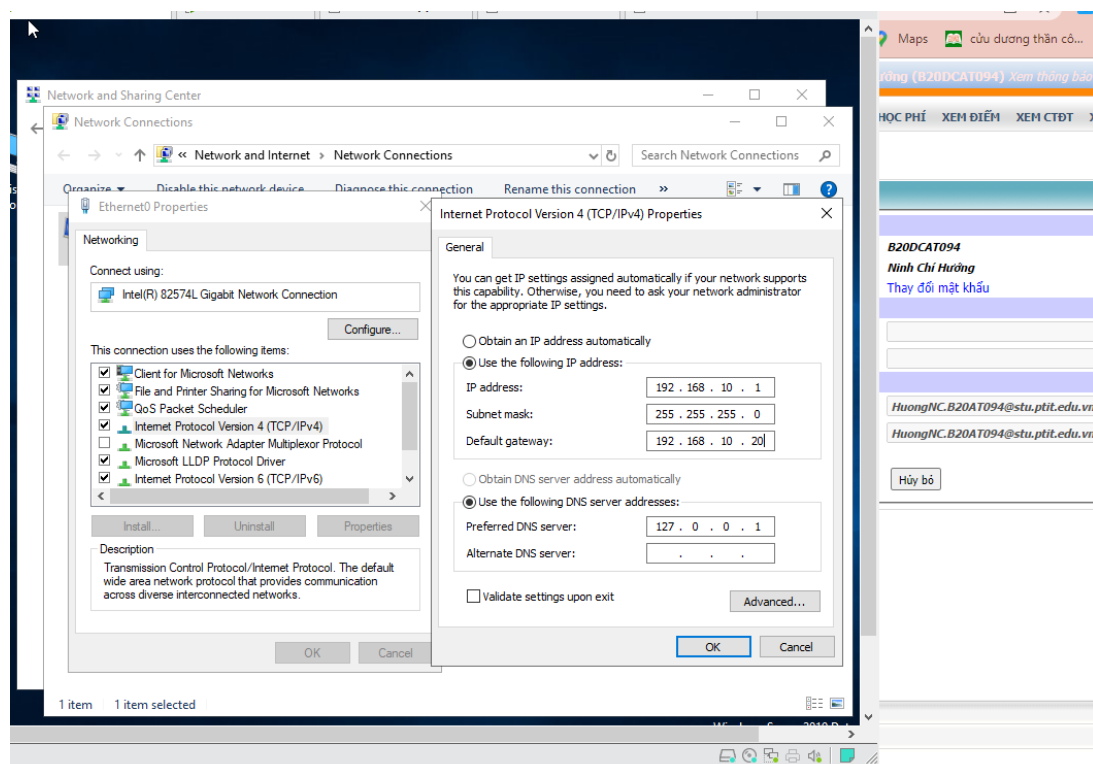 Maps cửu dương thần cô...
ường (B20DCAT094) Xem thông báo
HỌC PHÍ XEM ĐIỂM XEM CTĐT
Network and Sharing Center
Network Connections
« Network and Internet › Network Connections
Search Network Connections
Organize Disable this network device Diagnose this connection Rename this connection »
Ethernet0 Properties
Networking
Connect using:
Intel(R) 82574L Gigabit Network Connection
Configure...
This connection uses the following items:
Client for Microsoft Networks
File and Printer Sharing for Microsoft Networks
QoS Packet Scheduler
Internet Protocol Version 4 (TCP/IPv4)
Microsoft Network Adapter Multiplexor Protocol
Microsoft LLDP Protocol Driver
Internet Protocol Version 6 (TCP/IPv6)
Install... Uninstall Properties
Description
Transmission Control Protocol/Internet Protocol. The default
wide area network protocol that provides communication
across diverse interconnected networks.
OK Cancel
Internet Protocol Version 4 (TCP/IPv4) Properties
General
You can get IP settings assigned automatically if your network supports
this capability. Otherwise, you need to ask your network administrator
for the appropriate IP settings.
Obtain an IP address automatically
Use the following IP address:
IP address: 192 . 168 . 10 . 1
Subnet mask: 255 . 255 . 255 . 0
Default gateway: 192 . 168 . 10 . 20
Obtain DNS server address automatically
Use the following DNS server addresses:
Preferred DNS server: 127 . 0 . 0 . 1
Alternate DNS server: . . .
Validate settings upon exit
Advanced...
OK Cancel
1 item 1 item selected
B20DCAT094
Ninh Chí Hưởng
Thay đổi mật khẩu
HuongNC.B20AT094@stu.ptit.edu.vn
HuongNC.B20AT094@stu.ptit.edu.vn
Hủy bỏ